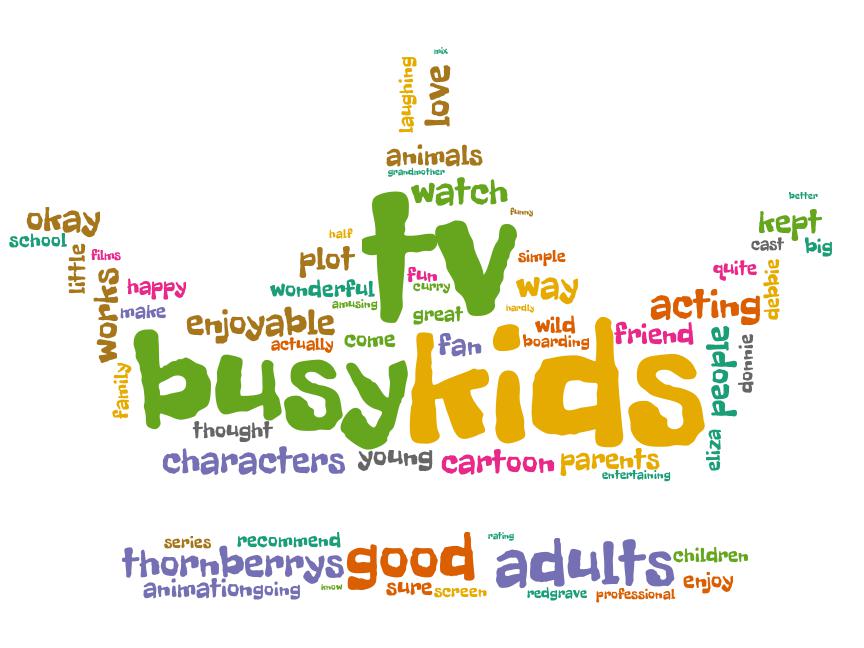 mix
laughing
love
animals
grandmother
watch
tv
funny
better
okay
kept
school
cast
big
half
little
films
plot
simple
fun
quite
debbie
works
happy
wonderful
curry
way
amusing
make
acting
hardly
enjoyable
great
wild
friend
actually
come
fan
boarding
people
donnie
busy
kids
family
thought
eliza
characters
young
cartoon
parents
entertaining
series
recommend
rating
thornberrys
good
adults
children
animation
going
know
sure
screen
redgrave
professional
enjoy